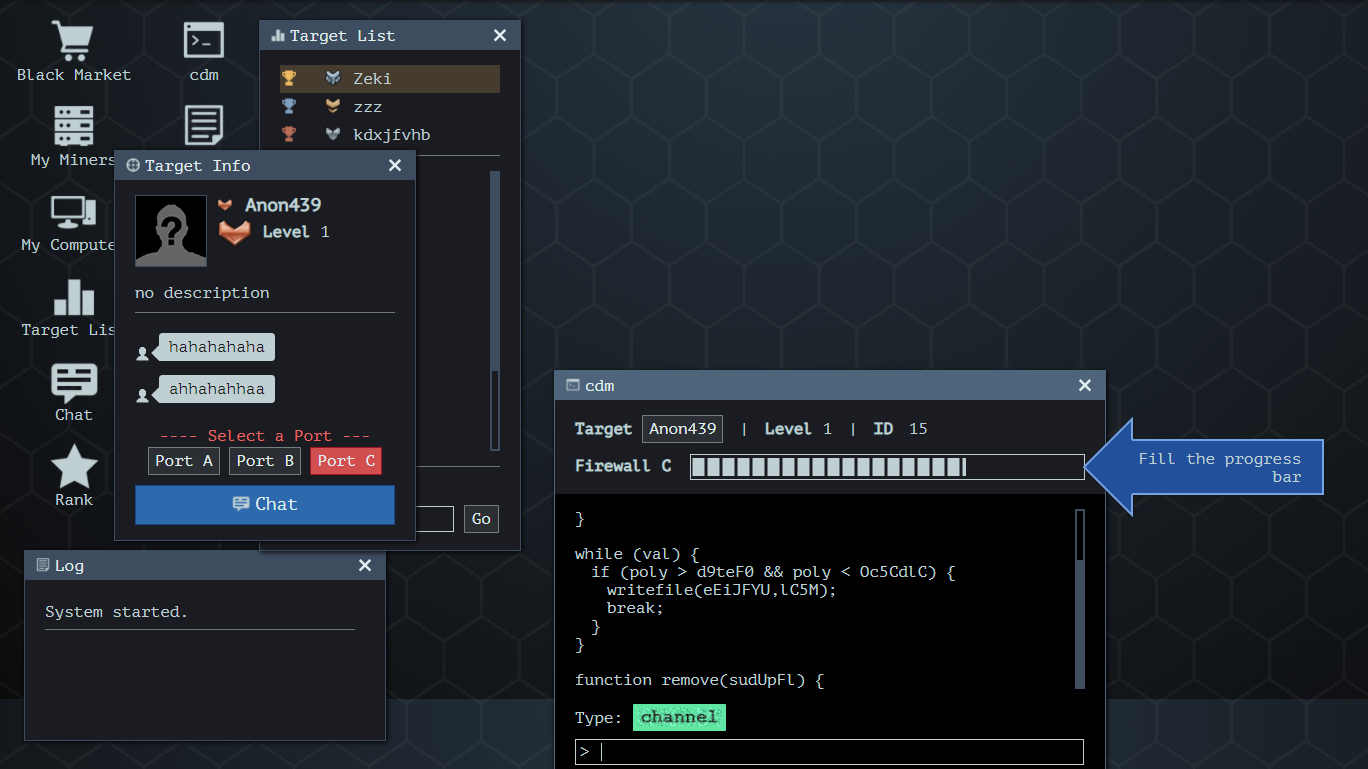 Black Market
cdm
My Miners
My Compute
Target Lis
Chat
Rank
Target List
Zeki
zzz
kdxjfvhb
Go
Target Info
Anon439
Level 1
no description
hahahahaha
ahhahahhaa
---- Select a Port ---
Port A Port B Port C
Chat
Log
System started.
cdm
Target Anon439 | Level 1 | ID 15
Firewall C
Fill the progress
bar
}
while (val) {
if (poly > d9teF0 && poly < Oc5CdlC) {
writefile(eEiJFYU,lC5M);
break;
}
}
function remove(sudUpFl) {
Type: channel
>